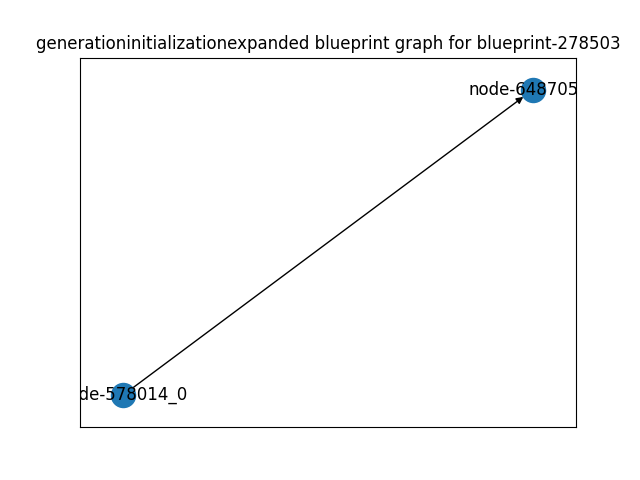 generationinitializationexpanded blueprint graph for blueprint-278503
node-648705
de-578014_0